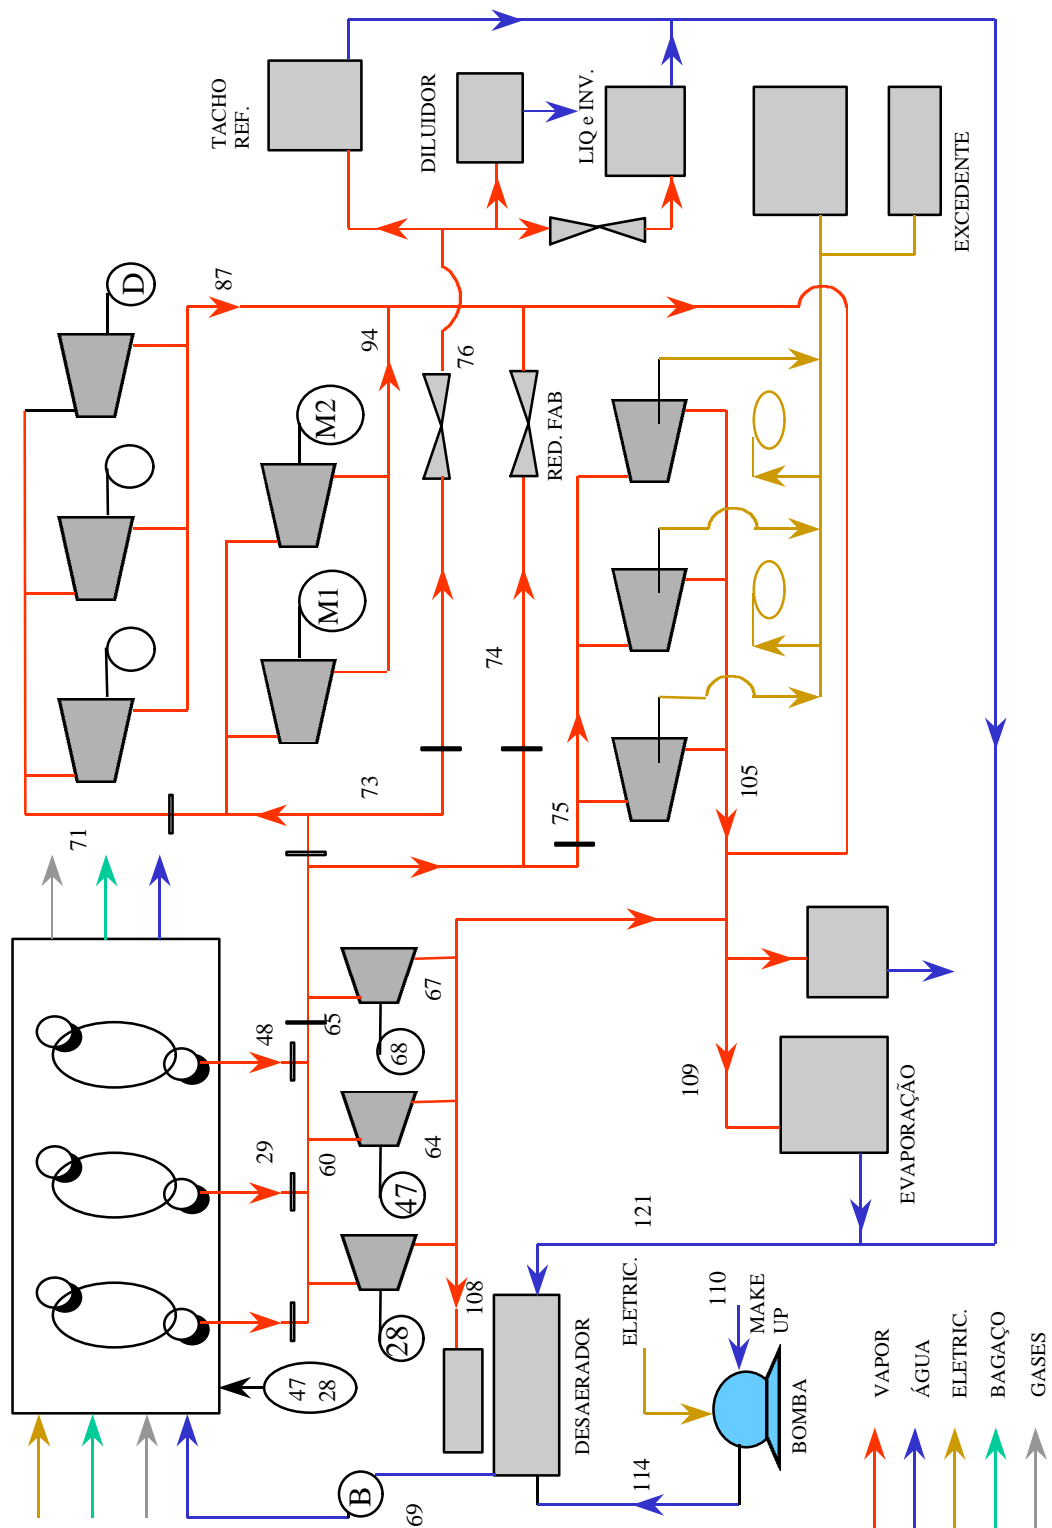 TACHO
REF.
DILUIDOR
LIQ e INV.
EXCEDENTE
D
87
94
76
M2
RED. FAB
M1
74
73
75
71
105
48
65
67
68
29
60
64
47
109
EVAPORAÇÃO
121
28
108
47
28
DESAERADOR
ELETRIC.
110
MAKE
UP
BOMBA
114
B
69
VAPOR
ÁGUA
ELETRIC.
BAGAÇO
GASES